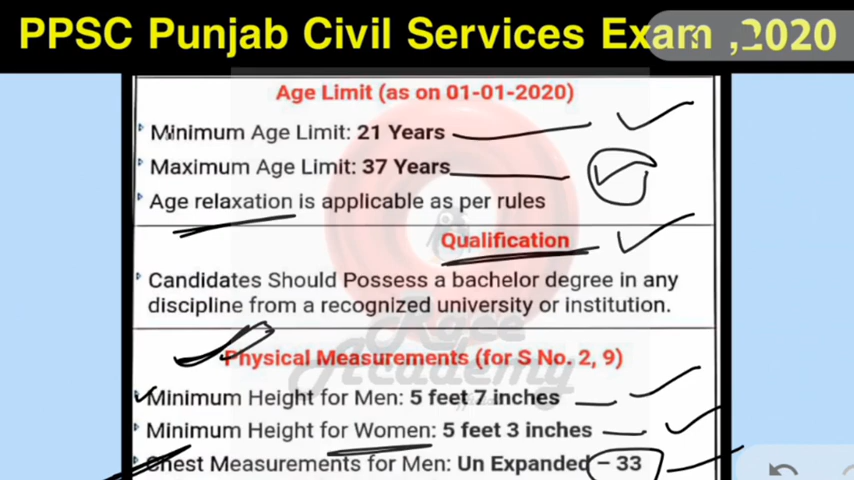 PPSC Punjab Civil Services Exam ,2020
Age Limit (as on 01-01-2020)
Minimum Age Limit: 21 Years
Maximum Age Limit: 37 Years
Age relaxation is applicable as per rules
Qualification
Candidates Should Possess a bachelor degree in any
discipline from a recognized university or institution.
Race
Academy
Physical Measurements (for S No. 2, 9)
Minimum Height for Men: 5 feet 7 inches
Minimum Height for Women: 5 feet 3 inches
Chest Measurements for Men: Un Expanded – 33